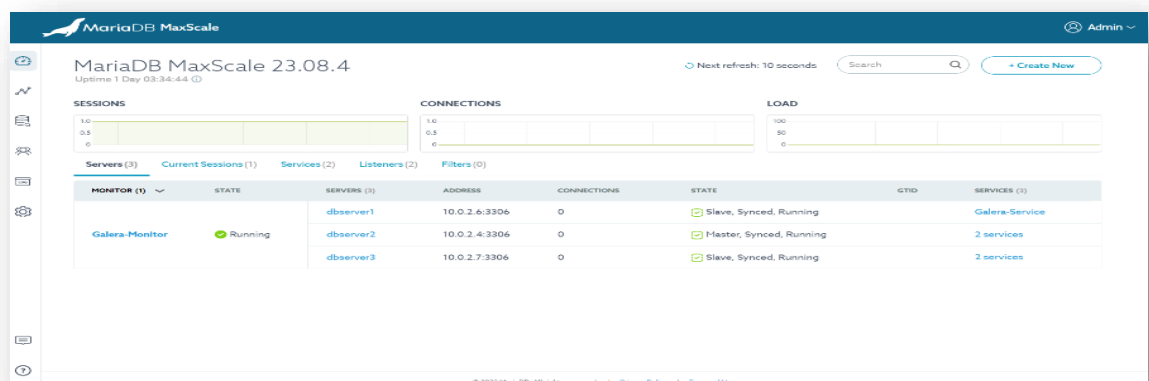 MariaDB MaxScale
Admin
MariaDB MaxScale 23.08.4
Uptime 1 Day 03:34:44
Next refresh: 10 seconds
Search
+ Create New
SESSIONS
1.0
0.5
0
CONNECTIONS
1.0
0.5
0
LOAD
100
50
0
Servers (3) Current Sessions (1) Services (2) Listeners (2) Filters (0)
MONITOR (1) STATE SERVERS (3) ADDRESS CONNECTIONS STATE GTID SERVICES (3)
dbserver1 10.0.2.6:3306 0 Slave, Synced, Running Galera-Service
Galera-Monitor Running dbserver2 10.0.2.4:3306 0 Master, Synced, Running 2 services
dbserver3 10.0.2.7:3306 0 Slave, Synced, Running 2 services